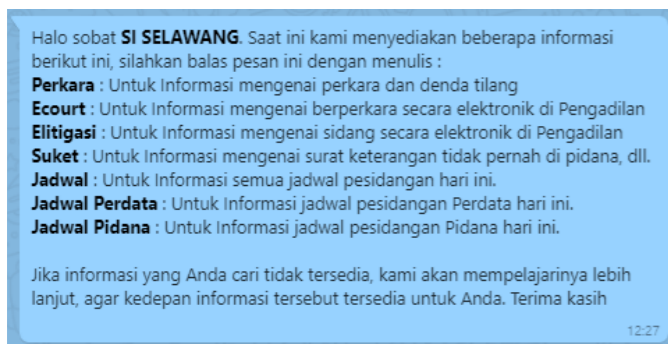 Halo sobat SI SELAWANG. Saat ini kami menyediakan beberapa informasi
berikut ini, silahkan balas pesan ini dengan menulis :
Perkara : Untuk Informasi mengenai perkara dan denda tilang
Ecourt : Untuk Informasi mengenai berperkara secara elektronik di Pengadilan
Elitigasi : Untuk Informasi mengenai sidang secara elektronik di Pengadilan
Suket : Untuk Informasi mengenai surat keterangan tidak pernah di pidana, dll.
Jadwal : Untuk Informasi semua jadwal pesidangan hari ini.
Jadwal Perdata : Untuk Informasi jadwal pesidangan Perdata hari ini.
Jadwal Pidana : Untuk Informasi jadwal pesidangan Pidana hari ini.
Jika informasi yang Anda cari tidak tersedia, kami akan mempelajarinya lebih
lanjut, agar kedepan informasi tersebut tersedia untuk Anda. Terima kasih
12:27